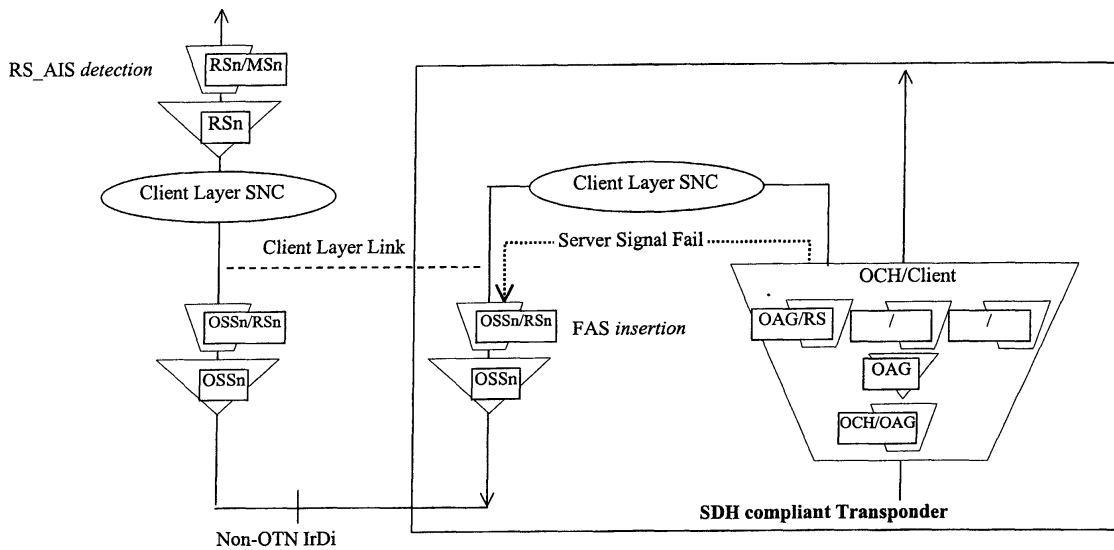 RS_AIS detection
RSn/MSn
RSn
Client Layer SNC
Client Layer SNC
Client Layer Link
Server Signal Fail
OCH/Client
OSSn/RSn
OSSn/RSn
FAS insertion
OAG/RS
/
/
OSSn
OSSn
OAG
OCH/OAG
SDH compliant Transponder
Non-OTN IrDi